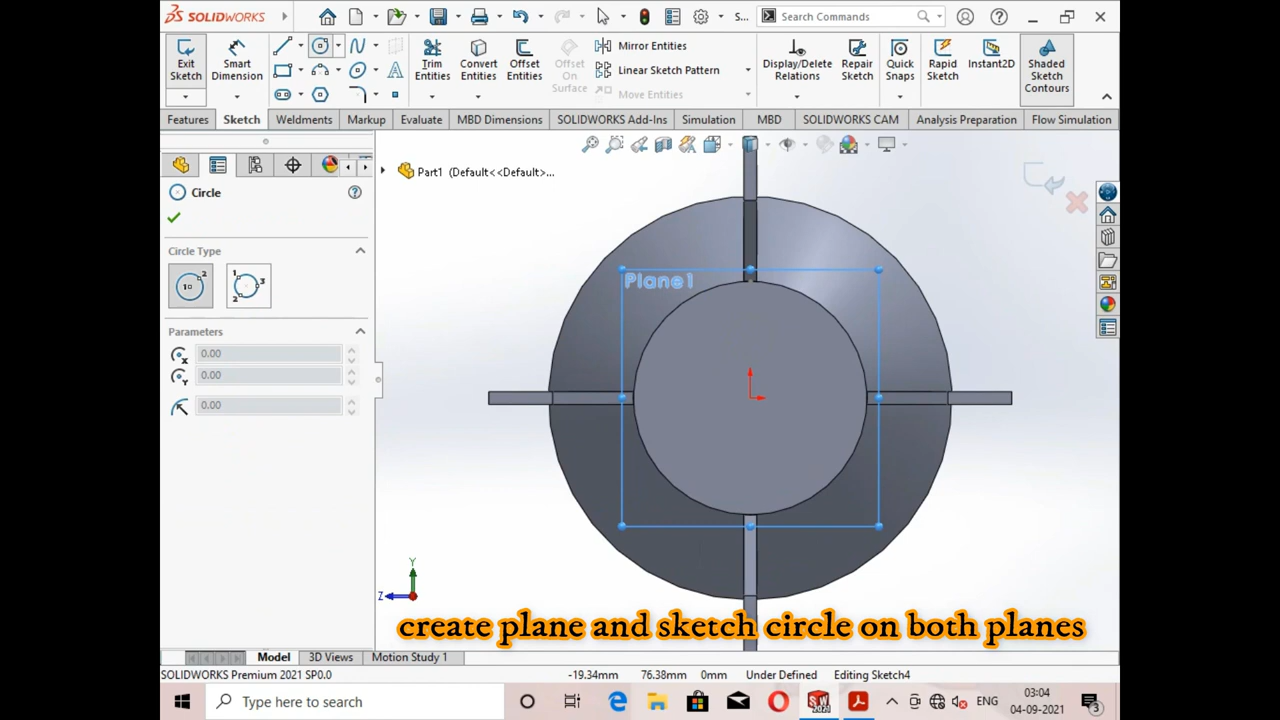 SOLIDWORKS
S...
Search Commands
Exit Sketch
Smart Dimension
Trim Entities
Convert Entities
Offset Entities
Offset On Surface
Mirror Entities
Linear Sketch Pattern
Move Entities
Display/Delete Relations
Repair Sketch
Quick Snaps
Rapid Sketch
Instant2D
Shaded Sketch Contours
Features
Sketch
Weldments
Markup
Evaluate
MBD Dimensions
SOLIDWORKS Add-Ins
Simulation
MBD
SOLIDWORKS CAM
Analysis Preparation
Flow Simulation
Part1 (Default<<Default>...
Circle
Circle Type
Parameters
0.00
0.00
0.00
Plane1
Y
Z
create plane and sketch circle on both planes
Model
3D Views
Motion Study 1
SOLIDWORKS Premium 2021 SP0.0
-19.34mm
76.38mm
0mm
Under Defined
Editing Sketch4
Type here to search
ENG
03:04
04-09-2021
3